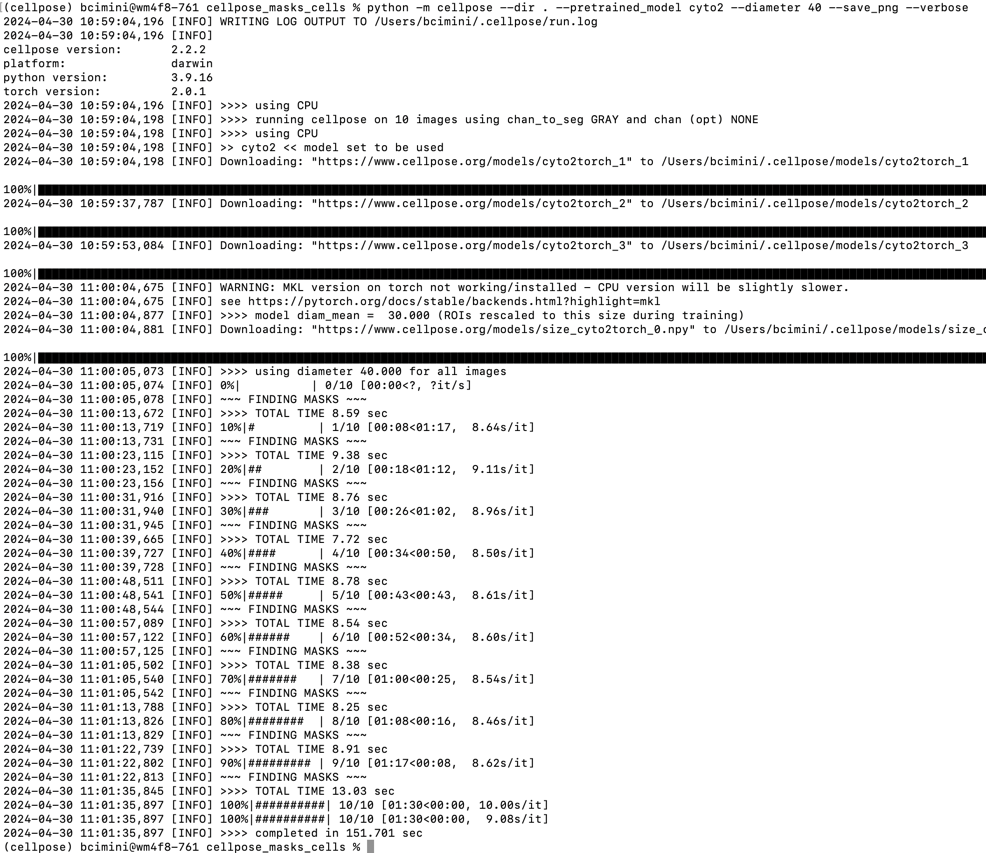 (cellpose) bcimini@wm4f8-761 cellpose_masks_cells % python -m cellpose --dir . --pretrained_model cyto2 --diameter 40 --save_png --verbose
2024-04-30 10:59:04,196 [INFO] WRITING LOG OUTPUT TO /Users/bcimini/.cellpose/run.log
2024-04-30 10:59:04,196 [INFO]
cellpose version: 2.2.2
platform: darwin
python version: 3.9.16
torch version: 2.0.1
2024-04-30 10:59:04,196 [INFO] >>>> using CPU
2024-04-30 10:59:04,198 [INFO] >>>> running cellpose on 10 images using chan_to_seg GRAY and chan (opt) NONE
2024-04-30 10:59:04,198 [INFO] >>>> using CPU
2024-04-30 10:59:04,198 [INFO] >> cyto2 << model set to be used
2024-04-30 10:59:04,198 [INFO] Downloading: "https://www.cellpose.org/models/cyto2torch_1" to /Users/bcimini/.cellpose/models/cyto2torch_1
100%|
2024-04-30 10:59:37,787 [INFO] Downloading: "https://www.cellpose.org/models/cyto2torch_2" to /Users/bcimini/.cellpose/models/cyto2torch_2
100%|
2024-04-30 10:59:53,084 [INFO] Downloading: "https://www.cellpose.org/models/cyto2torch_3" to /Users/bcimini/.cellpose/models/cyto2torch_3
100%|
2024-04-30 11:00:04,675 [INFO] WARNING: MKL version on torch not working/installed - CPU version will be slightly slower.
2024-04-30 11:00:04,675 [INFO] see https://pytorch.org/docs/stable/backends.html?highlight=mkl
2024-04-30 11:00:04,877 [INFO] >>>> model diam_mean =  30.000 (ROIs rescaled to this size during training)
2024-04-30 11:00:04,881 [INFO] Downloading: "https://www.cellpose.org/models/size_cyto2torch_0.npy" to /Users/bcimini/.cellpose/models/size_c
100%|
2024-04-30 11:00:05,073 [INFO] >>>> using diameter 40.000 for all images
2024-04-30 11:00:05,074 [INFO] 0%|          | 0/10 [00:00<?, ?it/s]
2024-04-30 11:00:05,078 [INFO] ~~~ FINDING MASKS ~~~
2024-04-30 11:00:13,672 [INFO] >>>> TOTAL TIME 8.59 sec
2024-04-30 11:00:13,719 [INFO] 10%|#         | 1/10 [00:08<01:17,  8.64s/it]
2024-04-30 11:00:13,731 [INFO] ~~~ FINDING MASKS ~~~
2024-04-30 11:00:23,115 [INFO] >>>> TOTAL TIME 9.38 sec
2024-04-30 11:00:23,152 [INFO] 20%|##        | 2/10 [00:18<01:12,  9.11s/it]
2024-04-30 11:00:23,156 [INFO] ~~~ FINDING MASKS ~~~
2024-04-30 11:00:31,916 [INFO] >>>> TOTAL TIME 8.76 sec
2024-04-30 11:00:31,940 [INFO] 30%|###       | 3/10 [00:26<01:02,  8.96s/it]
2024-04-30 11:00:31,945 [INFO] ~~~ FINDING MASKS ~~~
2024-04-30 11:00:39,665 [INFO] >>>> TOTAL TIME 7.72 sec
2024-04-30 11:00:39,727 [INFO] 40%|####      | 4/10 [00:34<00:50,  8.50s/it]
2024-04-30 11:00:39,728 [INFO] ~~~ FINDING MASKS ~~~
2024-04-30 11:00:48,511 [INFO] >>>> TOTAL TIME 8.78 sec
2024-04-30 11:00:48,541 [INFO] 50%|#####     | 5/10 [00:43<00:43,  8.61s/it]
2024-04-30 11:00:48,544 [INFO] ~~~ FINDING MASKS ~~~
2024-04-30 11:00:57,089 [INFO] >>>> TOTAL TIME 8.54 sec
2024-04-30 11:00:57,122 [INFO] 60%|######    | 6/10 [00:52<00:34,  8.60s/it]
2024-04-30 11:00:57,125 [INFO] ~~~ FINDING MASKS ~~~
2024-04-30 11:01:05,502 [INFO] >>>> TOTAL TIME 8.38 sec
2024-04-30 11:01:05,540 [INFO] 70%|#######   | 7/10 [01:00<00:25,  8.54s/it]
2024-04-30 11:01:05,542 [INFO] ~~~ FINDING MASKS ~~~
2024-04-30 11:01:13,788 [INFO] >>>> TOTAL TIME 8.25 sec
2024-04-30 11:01:13,826 [INFO] 80%|########  | 8/10 [01:08<00:16,  8.46s/it]
2024-04-30 11:01:13,829 [INFO] ~~~ FINDING MASKS ~~~
2024-04-30 11:01:22,739 [INFO] >>>> TOTAL TIME 8.91 sec
2024-04-30 11:01:22,802 [INFO] 90%|######### | 9/10 [01:17<00:08,  8.62s/it]
2024-04-30 11:01:22,813 [INFO] ~~~ FINDING MASKS ~~~
2024-04-30 11:01:35,845 [INFO] >>>> TOTAL TIME 13.03 sec
2024-04-30 11:01:35,897 [INFO] 100%|##########| 10/10 [01:30<00:00, 10.00s/it]
2024-04-30 11:01:35,897 [INFO] 100%|##########| 10/10 [01:30<00:00,  9.08s/it]
2024-04-30 11:01:35,897 [INFO] >>>> completed in 151.701 sec
(cellpose) bcimini@wm4f8-761 cellpose_masks_cells %